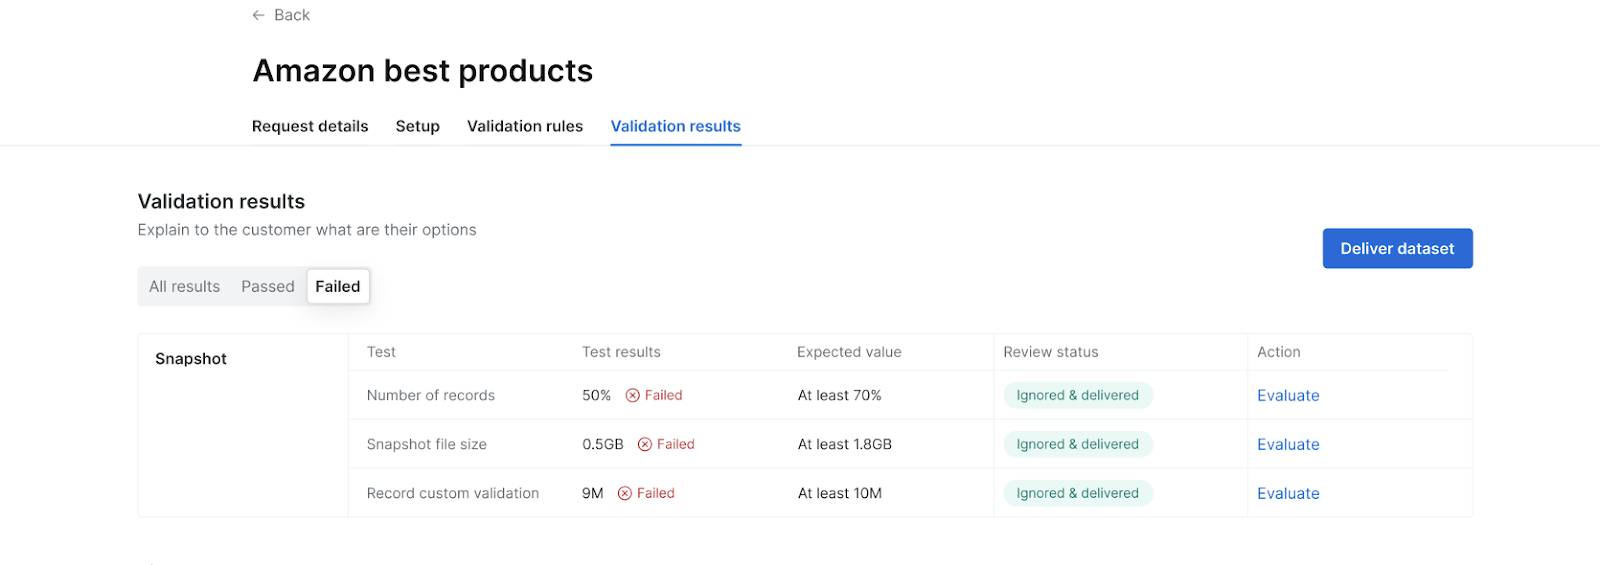 ← Back
Amazon best products
Request details Setup Validation rules Validation results
Validation results
Explain to the customer what are their options
Deliver dataset
All results Passed Failed
Snapshot Test Test results Expected value Review status Action
Number of records 50% Failed At least 70% Ignored & delivered Evaluate
Snapshot file size 0.5GB Failed At least 1.8GB Ignored & delivered Evaluate
Record custom validation 9M Failed At least 10M Ignored & delivered Evaluate